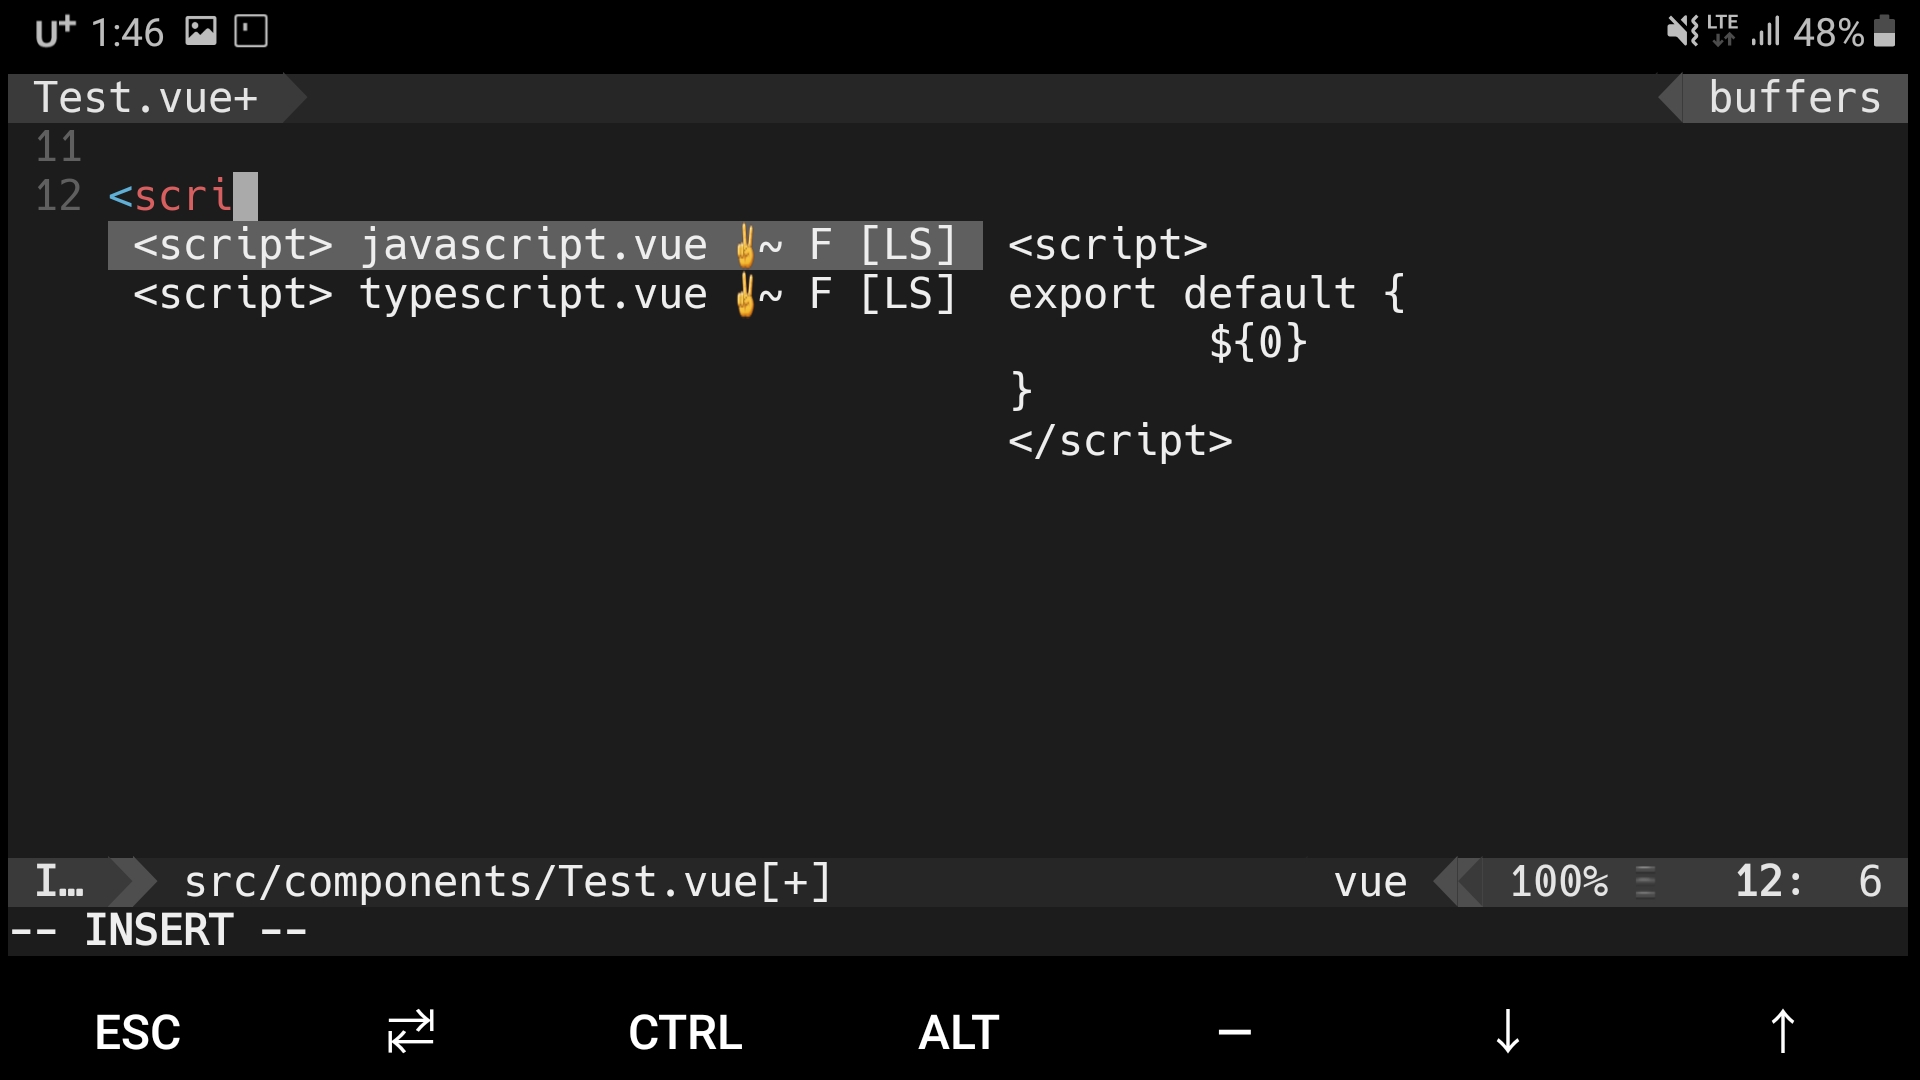 U+ 1:46 LTE 48%
Test.vue+ buffers
11
12 <scri
<script> javascript.vue ✌~ F [LS] <script>
<script> typescript.vue ✌~ F [LS] export default {
${0}
}
</script>
I… src/components/Test.vue[+] vue 100% 12: 6
-- INSERT --
ESC ⇄ CTRL ALT — ↓ ↑